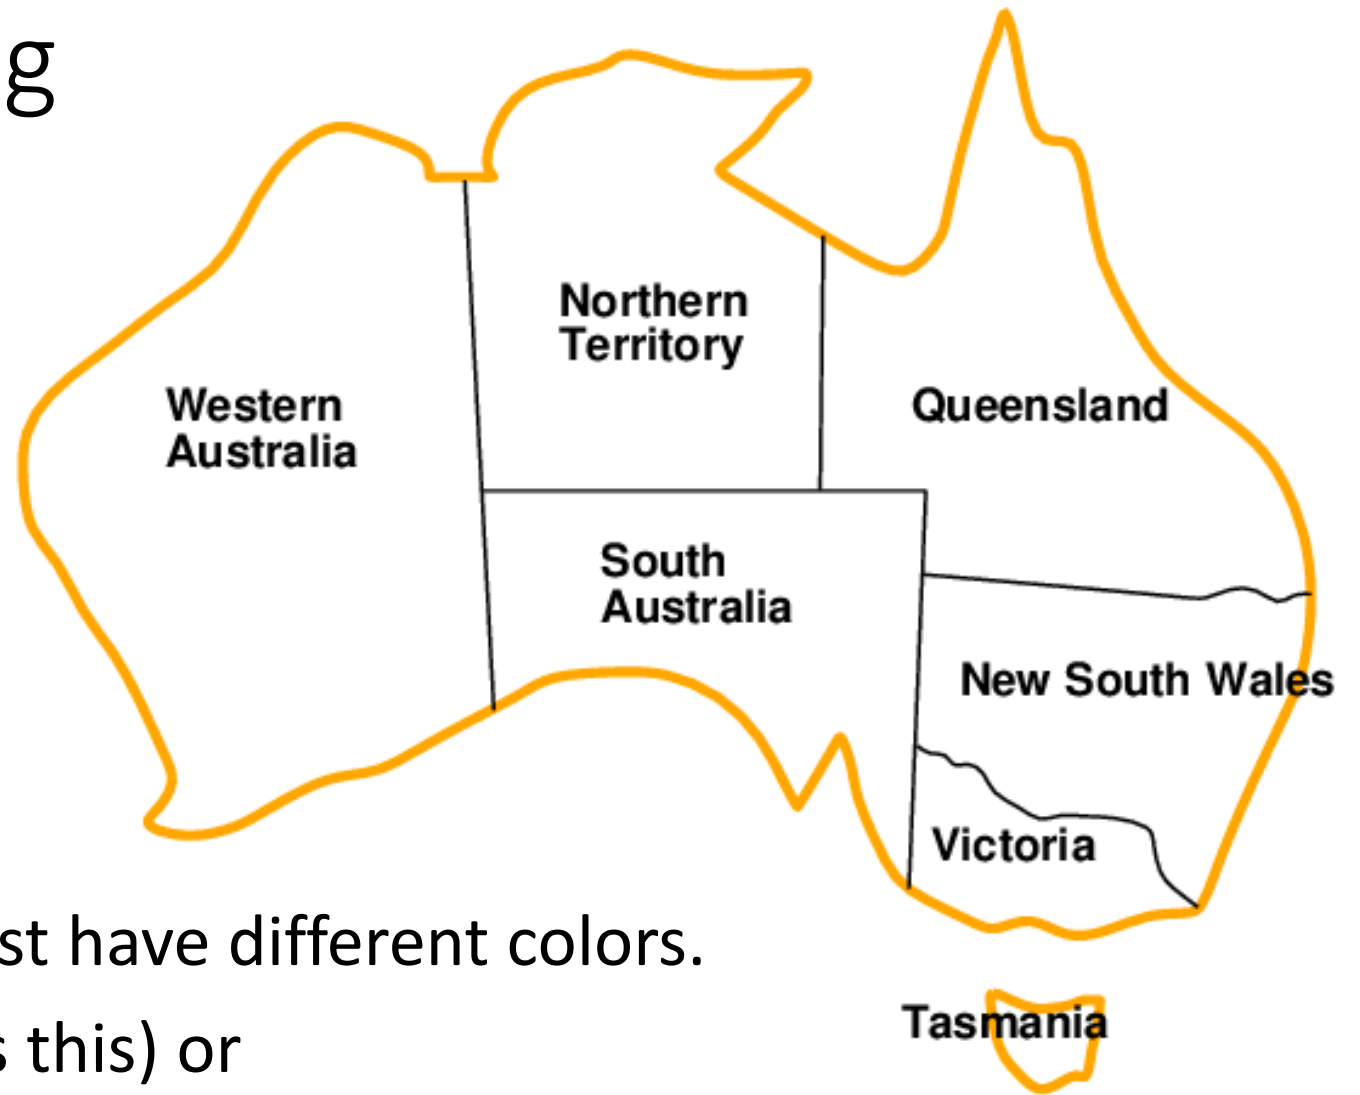 g
Northern
Territory
Western
Australia
Queensland
South
Australia
New South Wales
Victoria
st have different colors.
Tasmania
s this) or